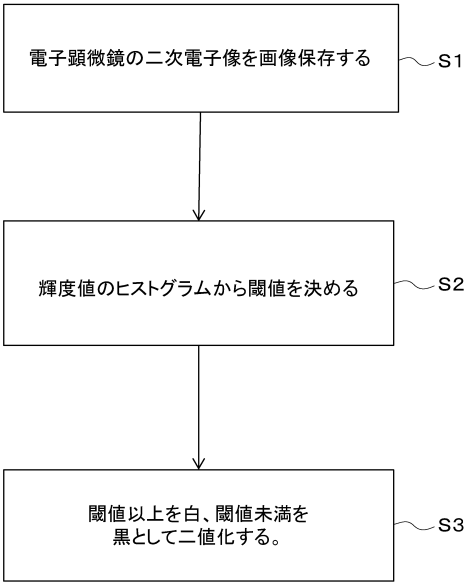 電子顕微鏡の二次電子像を画像保存する
S1
輝度値のヒストグラムから閾値を決める
S2
閾値以上を白、閾値未満を
黒として二値化する。
S3